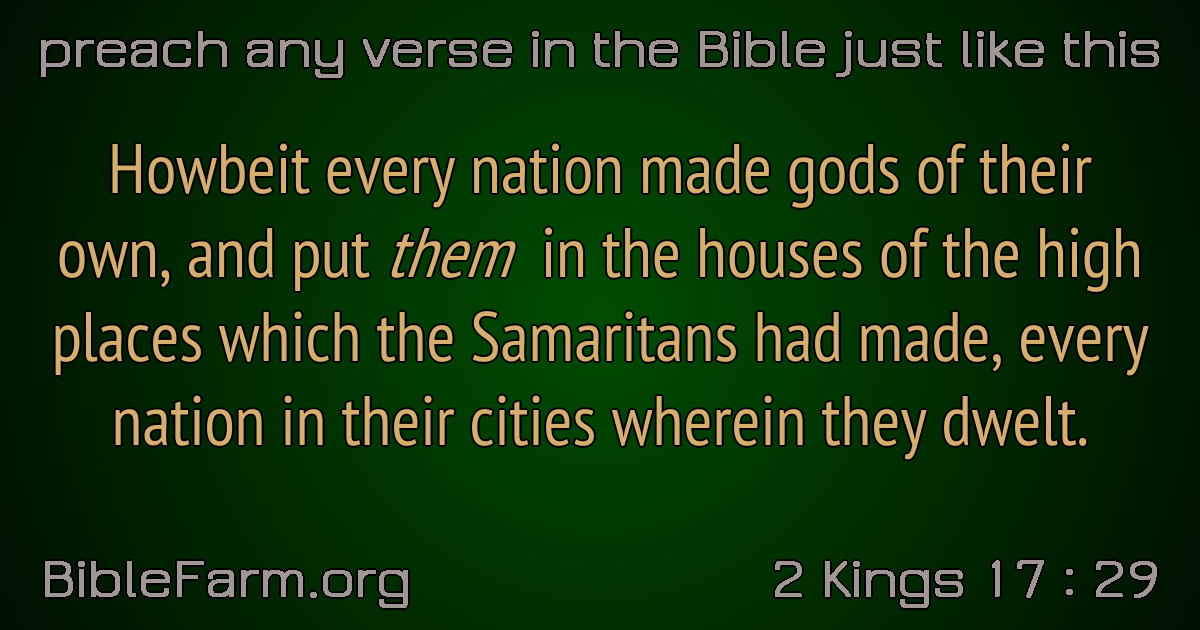 preach any verse in the Bible just like this
Howbeit every nation made gods of their
own, and put them in the houses of the high
places which the Samaritans had made, every
nation in their cities wherein they dwelt.
BibleFarm.org
2 Kings 17 : 29